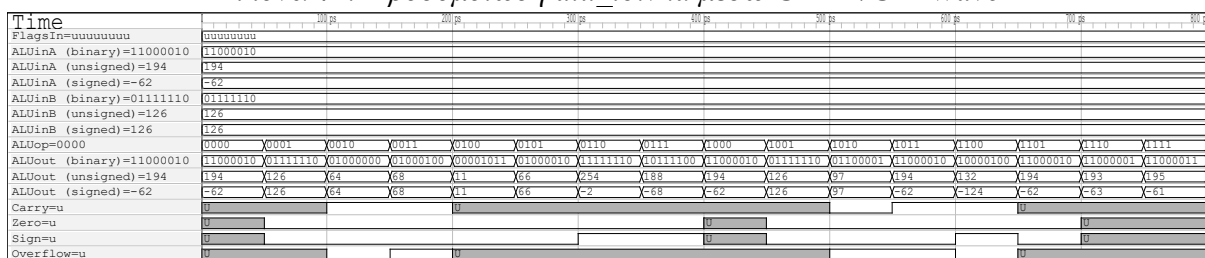 Time 100 ps 200 ps 300 ps 400 ps 500 ps 600 ps 700 ps 800 ps
FlagsIn=uuuuuuuu uuuuuuuu
ALUinA (binary)=11000010 11000010
ALUinA (unsigned)=194 194
ALUinA (signed)=-62 -62
ALUinB (binary)=01111110 01111110
ALUinB (unsigned)=126 126
ALUinB (signed)=126 126
ALUop=0000 0000 0001 0010 0011 0100 0101 0110 0111 1000 1001 1010 1011 1100 1101 1110 1111
ALUout (binary)=11000010 11000010 01111110 01000000 01000100 00001011 01000010 11111110 10111100 11000010 01111110 01100001 11000010 10000100 11000010 11000001 11000011
ALUout (unsigned)=194 194 126 64 68 11 66 254 188 194 126 97 194 132 194 193 195
ALUout (signed)=-62 -62 126 64 68 11 66 -2 -68 -62 126 97 -62 -124 -62 -63 -61
Carry=u U U U
Zero=u U U U
Sign=u U U U
Overflow=u U U U